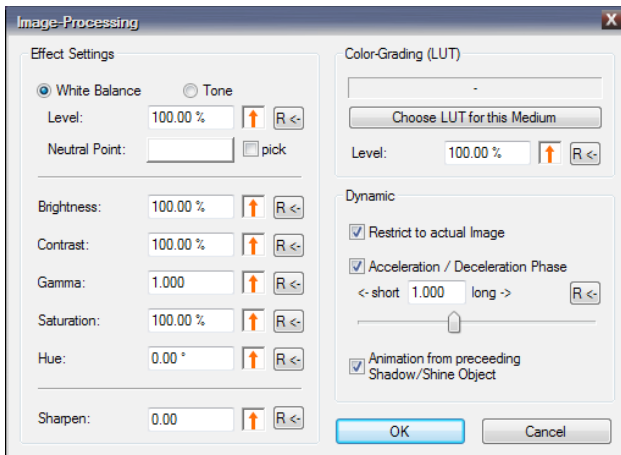 Image-Processing
X
Effect Settings
White Balance Tone
Level: 100.00 % R <-
Neutral Point: pick
Brightness: 100.00 % R <-
Contrast: 100.00 % R <-
Gamma: 1.000 R <-
Saturation: 100.00 % R <-
Hue: 0.00 ° R <-
Sharpen: 0.00 R <-
Color-Grading (LUT)
-
Choose LUT for this Medium
Level: 100.00 % R <-
Dynamic
Restrict to actual Image
Acceleration / Deceleration Phase
<- short 1.000 long -> R <-
Animation from preceeding
Shadow/Shine Object
OK Cancel